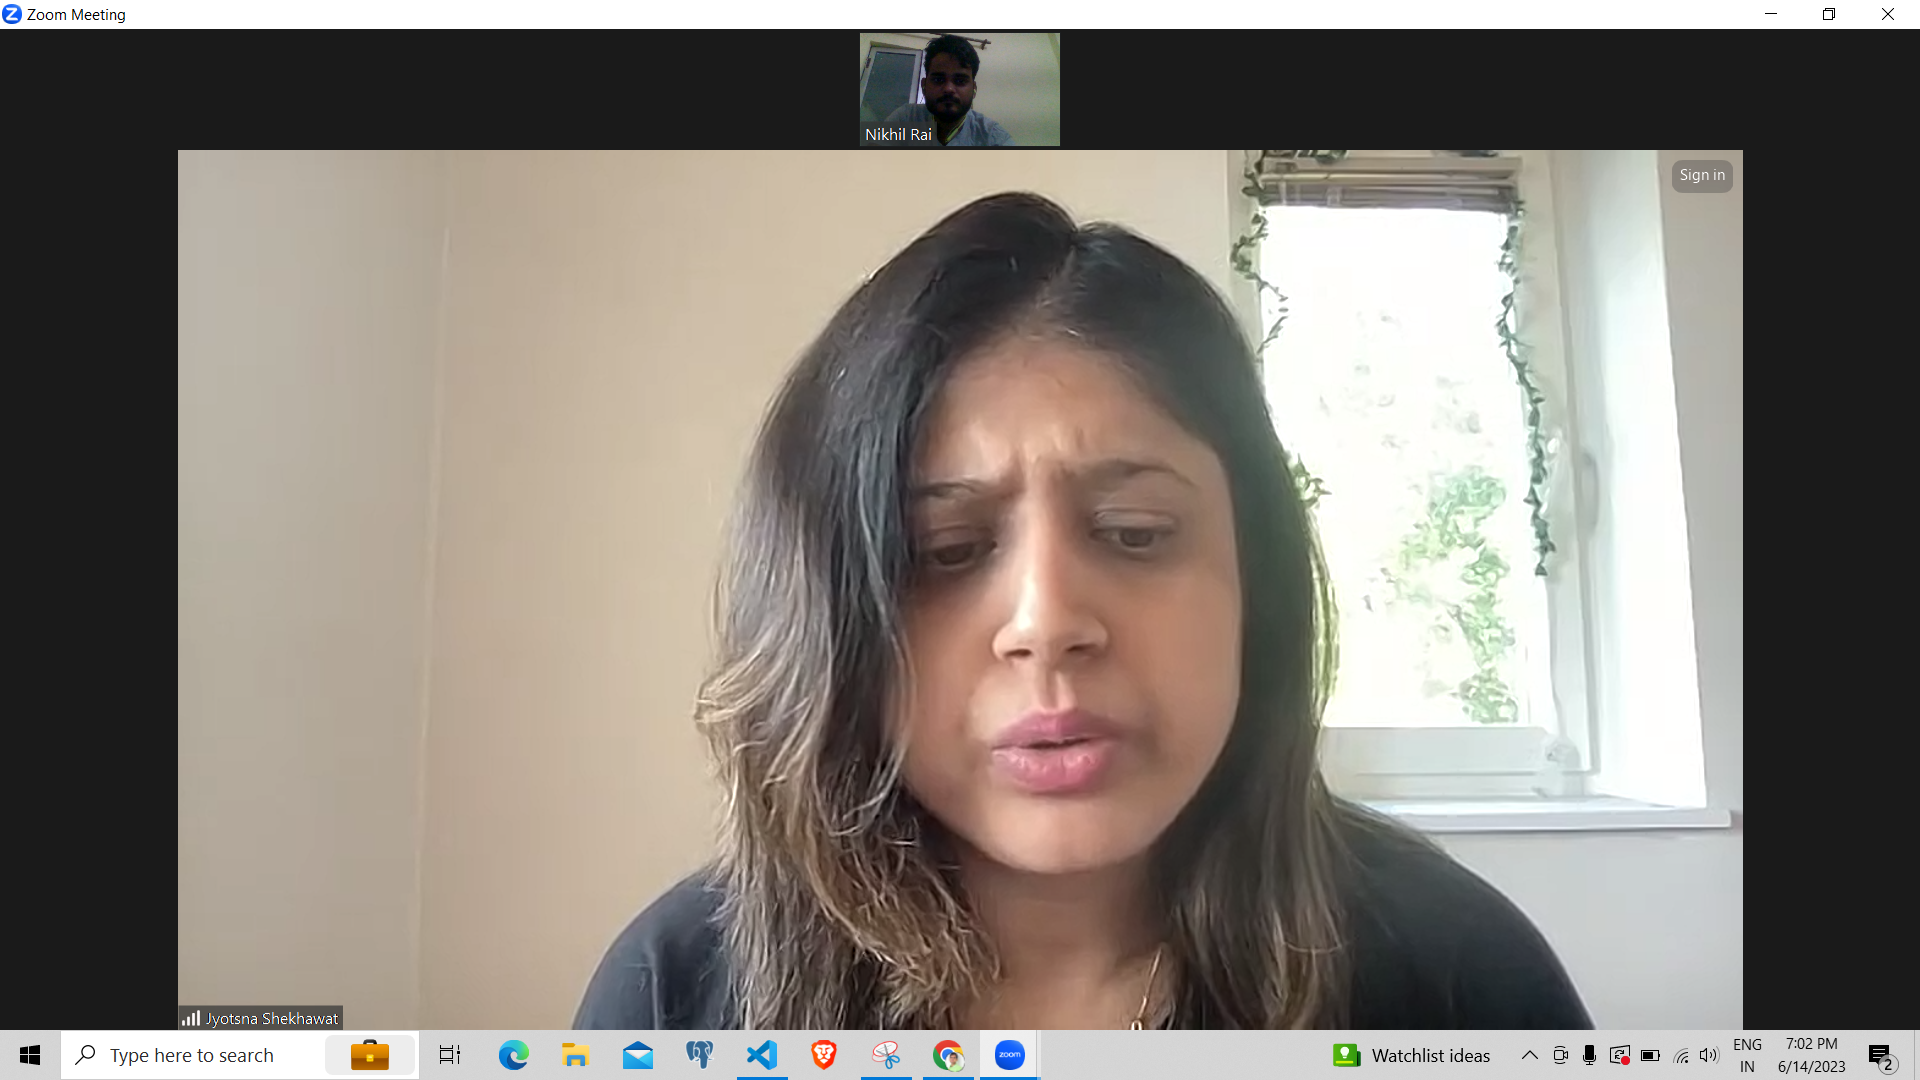 Zoom Meeting
Nikhil Rai
Sign in
Jyotsna Shekhawat
Type here to search
zoom
Watchlist ideas
ENG
IN
7:02 PM
6/14/2023
2